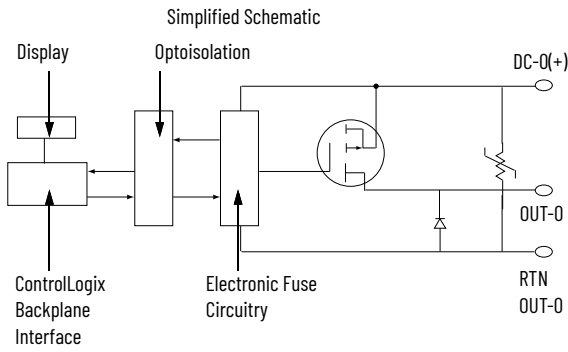 Simplified Schematic
Display
Optoisolation
DC-0(+)
OUT-0
ControlLogix
Backplane
Interface
Electronic Fuse
Circuitry
RTN
OUT-0